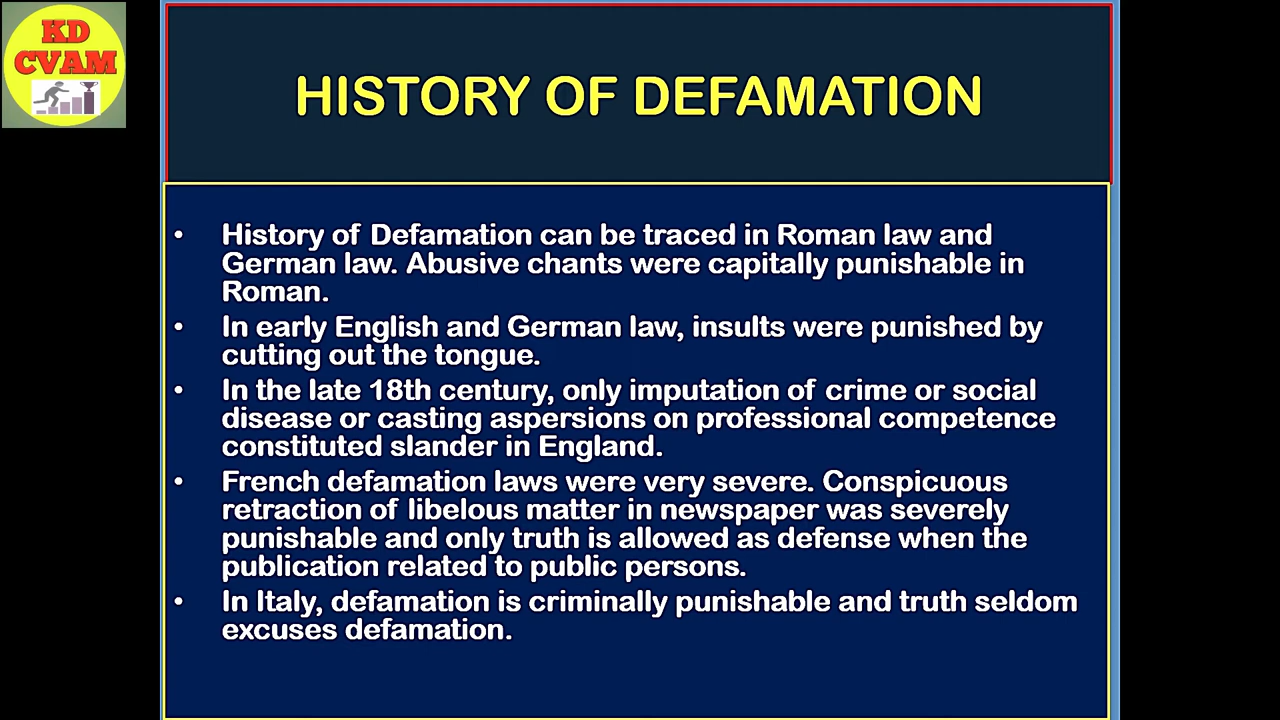 KD
CVAM
HISTORY OF DEFAMATION
• History of Defamation can be traced in Roman law and
German law. Abusive chants were capitally punishable in
Roman.
• In early English and German law, insults were punished by
cutting out the tongue.
• In the late 18th century, only imputation of crime or social
disease or casting aspersions on professional competence
constituted slander in England.
• French defamation laws were very severe. Conspicuous
retraction of libelous matter in newspaper was severely
punishable and only truth is allowed as defense when the
publication related to public persons.
• In Italy, defamation is criminally punishable and truth seldom
excuses defamation.